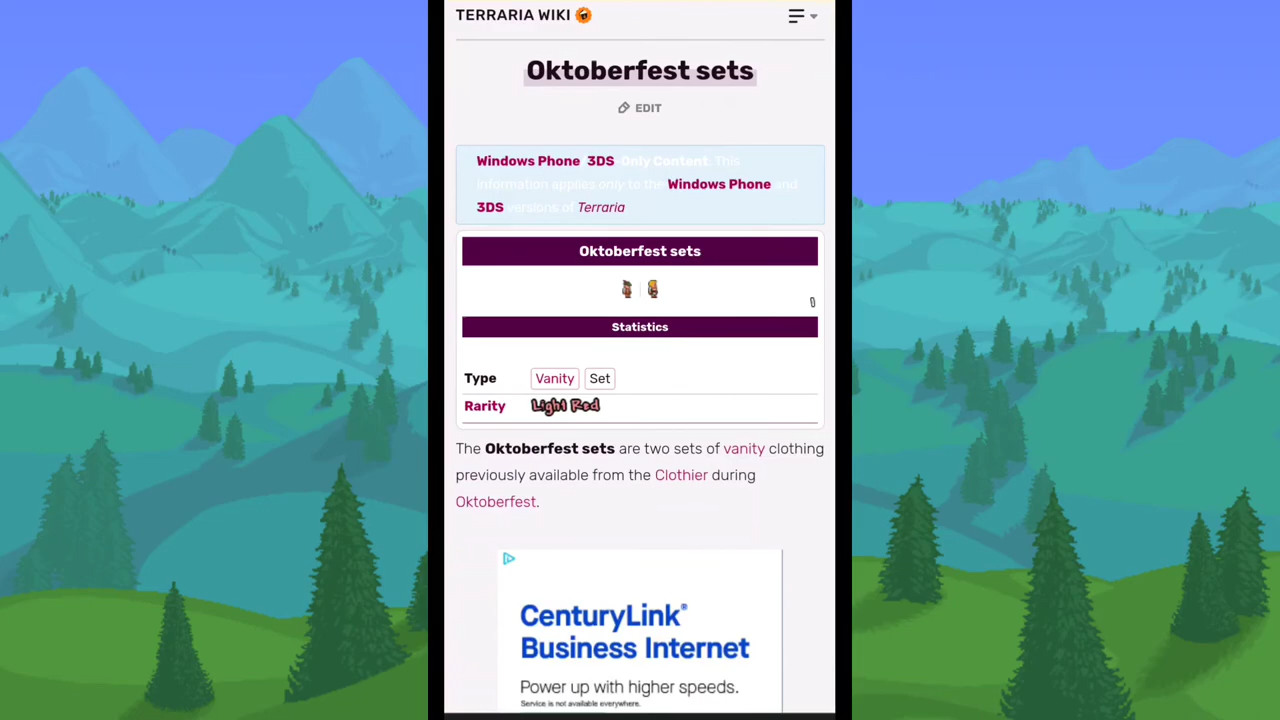 TERRARIA WIKI
Oktoberfest sets
EDIT
Windows Phone 3DS-Only Content: This
information applies only to the Windows Phone and
3DS versions of Terraria
Oktoberfest sets
Statistics
Type Vanity Set
Rarity Light Red
The Oktoberfest sets are two sets of vanity clothing
previously available from the Clothier during
Oktoberfest.
CenturyLink®
Business Internet
Power up with higher speeds.
Service is not available everywhere.